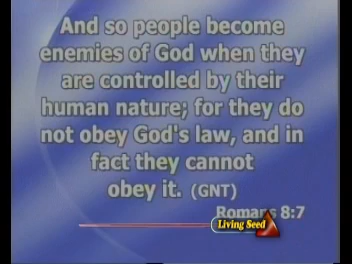 And so people become
enemies of God when they
are controlled by their
human nature; for they do
not obey God's law, and in
fact they cannot
obey it. (GNT)
Romans 8:7
Living Seed